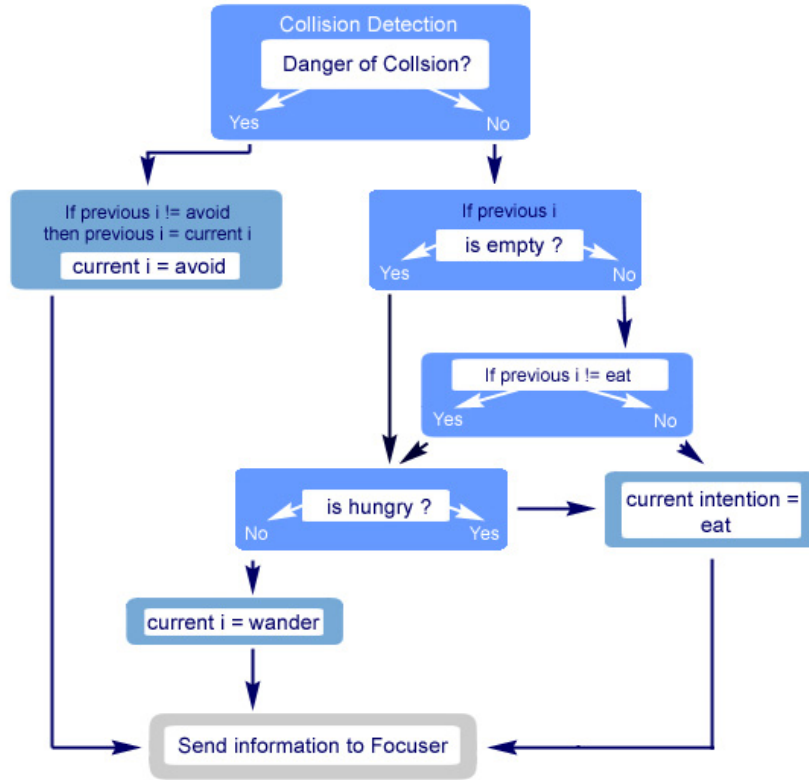 Collision Detection
Danger of Collsion?
Yes
No
If previous i != avoid
then previous i = current i
current i = avoid
If previous i
is empty ?
Yes
No
If previous i != eat
Yes
No
is hungry ?
No
Yes
current intention =
eat
current i = wander
Send information to Focuser